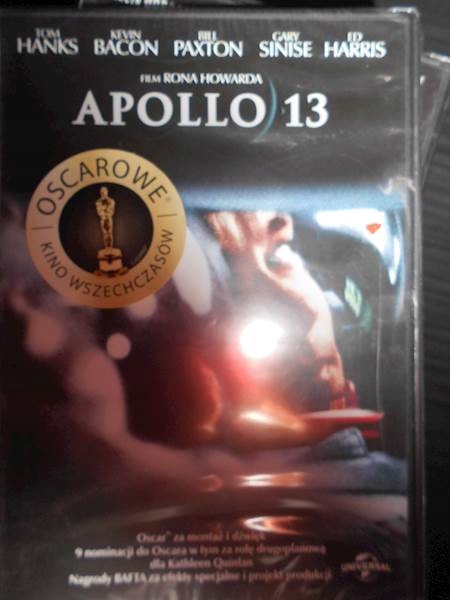 TOM HANKS KEVIN BACON BILL PAXTON GARY SINISE ED HARRIS
FILM RONA HOWARDA
APOLLO 13
OSCAROWE®
KINO WSZECHCZASÓW
Oscar® za montaż i dźwięk
9 nominacji do Oscara w tym za rolę drugoplanową
dla Kathleen Quinlan
Nagrody BAFTA za efekty specjalne i projekt produkcji
UNIVERSAL